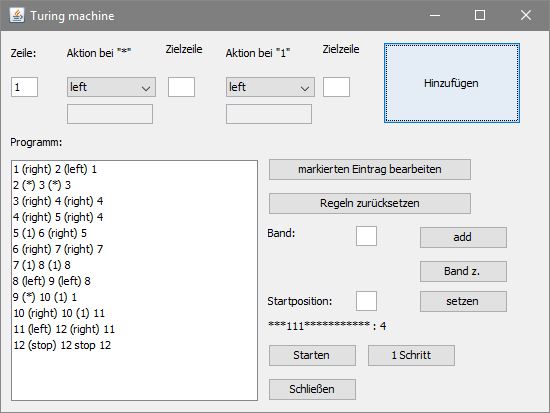 Turing machine
Zeile:
Aktion bei "*"
Zielzeile
Aktion bei "1"
Zielzeile
1
left
left
Hinzufügen
Programm:
1 (right) 2 (left) 1
2 (*) 3 (*) 3
3 (right) 4 (right) 4
4 (right) 5 (right) 4
5 (1) 6 (right) 5
6 (right) 7 (right) 7
7 (1) 8 (1) 8
8 (left) 9 (left) 8
9 (*) 10 (1) 1
10 (right) 10 (1) 11
11 (left) 12 (right) 11
12 (stop) 12 stop 12
markierten Eintrag bearbeiten
Regeln zurücksetzen
Band:
add
Band z.
Startposition:
setzen
***111*********** : 4
Starten
1 Schritt
Schließen